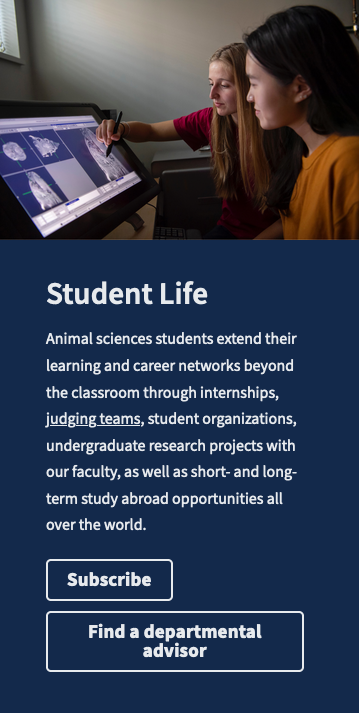 Student Life
Animal sciences students extend their
learning and career networks beyond
the classroom through internships,
judging teams, student organizations,
undergraduate research projects with
our faculty, as well as short- and long-
term study abroad opportunities all
over the world.
Subscribe
Find a departmental
advisor